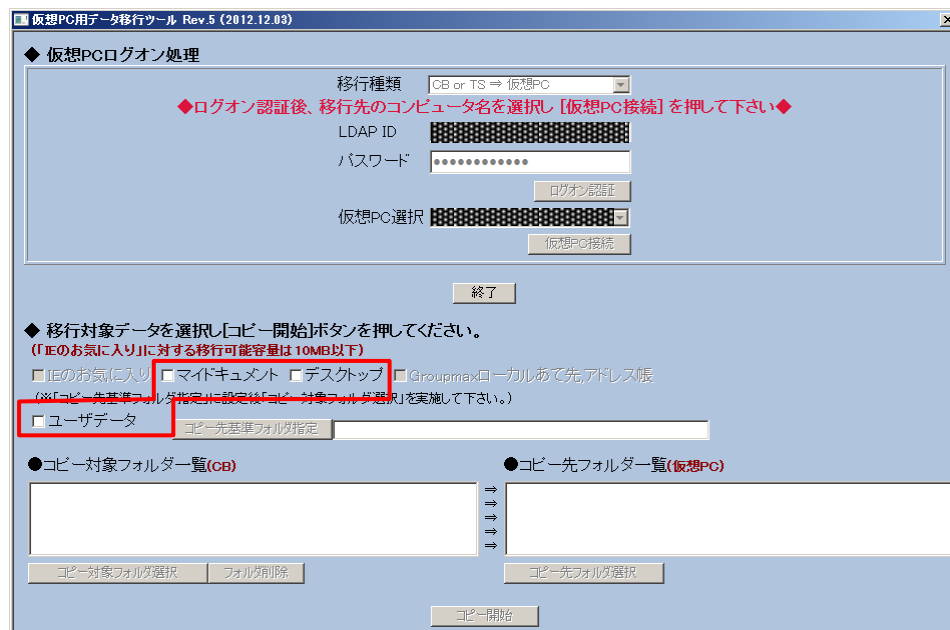 仮想PC用データ移行ツール Rev.5 (2012.12.03)
◆ 仮想PCログオン処理
移行種類 CB or TS ⇒ 仮想PC
◆ログオン認証後、移行先のコンピュータ名を選択し [仮想PC接続] を押して下さい◆
LDAP ID
パスワード ●●●●●●●●●●●●
ログオン認証
仮想PC選択
仮想PC接続
終了
◆ 移行対象データを選択し[コピー開始]ボタンを押してください。
(「IEのお気に入り」に対する移行可能容量は10MB以下)
IEのお気に入り マイドキュメント デスクトップ Groupmaxローカルあて先,アドレス帳
(※「コピー先基準フォルダ指定」に設定後「コピー対象フォルダ選択」を実施して下さい。)
ユーザデータ コピー先基準フォルダ指定
●コピー対象フォルダ一覧(CB) ●コピー先フォルダ一覧(仮想PC)
⇒
⇒
⇒
⇒
⇒
コピー対象フォルダ選択 フォルダ削除 コピー先フォルダ選択
コピー開始